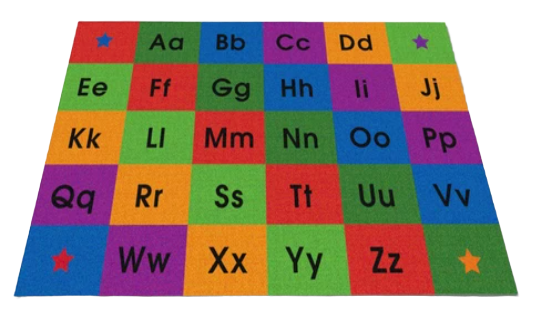 Aa Bb Cc Dd
Ee Ff Gg Hh Ii Jj
Kk Ll Mm Nn Oo Pp
Qq Rr Ss Tt Uu Vv
Ww Xx Yy Zz